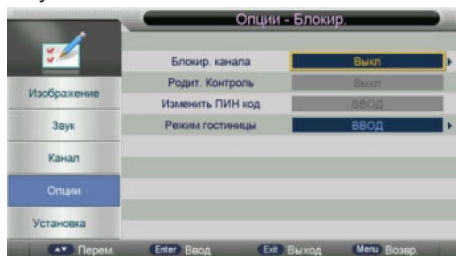 Опции - Блокир.
Блокир. канала Выкл
Родит. Контроль Выкл
Изменить ПИН код ВВОД
Режим гостиницы ВВОД
Изображение
Звук
Канал
Опции
Установка
Перем. Enter Ввод Exit Выход Menu Возвр.